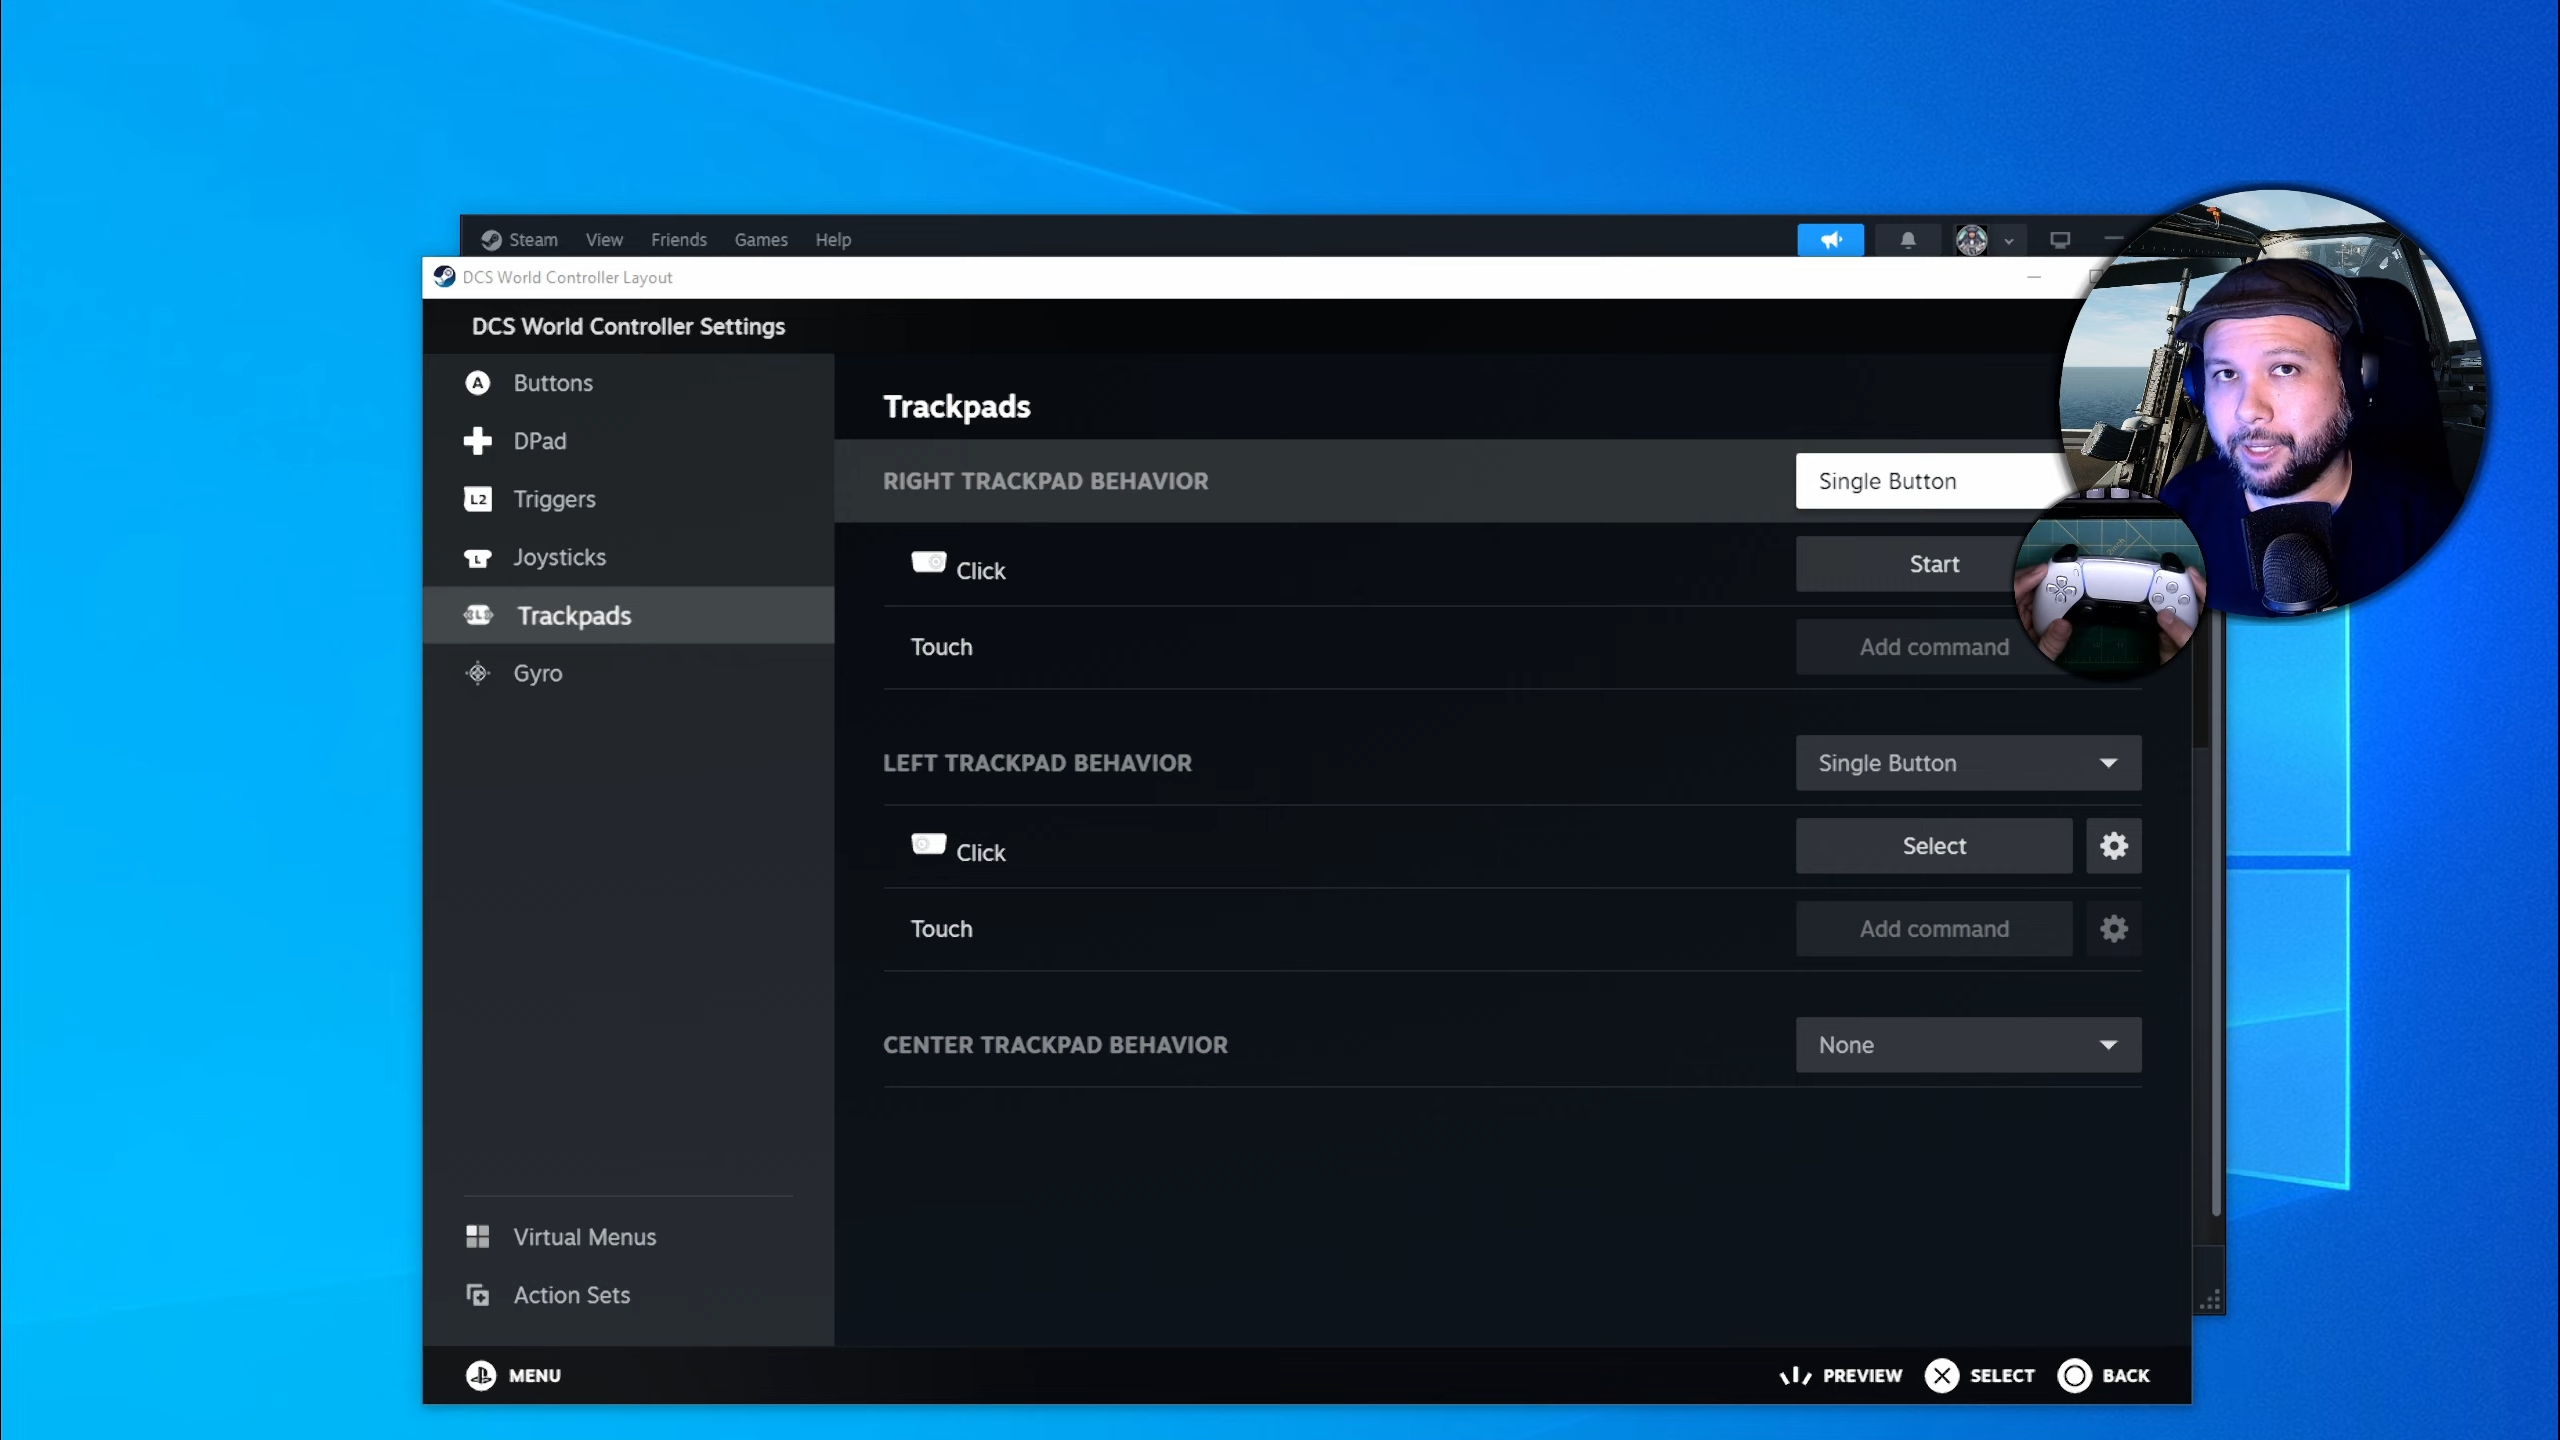 Steam View Friends Games Help
DCS World Controller Layout
DCS World Controller Settings
A Buttons
DPad
L2 Triggers
L Joysticks
Trackpads
Gyro
Virtual Menus
Action Sets
Trackpads
RIGHT TRACKPAD BEHAVIOR Single Button
Click Start
Touch Add command
LEFT TRACKPAD BEHAVIOR Single Button
Click Select
Touch Add command
CENTER TRACKPAD BEHAVIOR None
MENU PREVIEW SELECT BACK